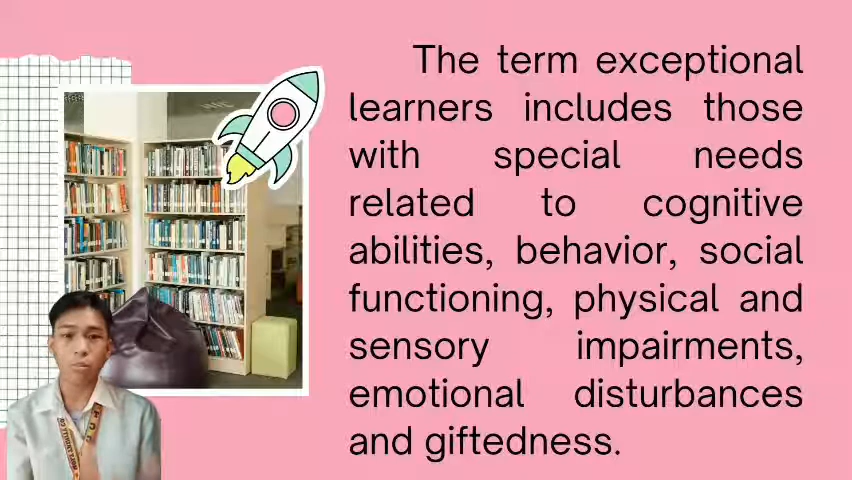 The term exceptional
learners includes those
with special needs
related to cognitive
abilities, behavior, social
functioning, physical and
sensory impairments,
emotional disturbances
and giftedness.